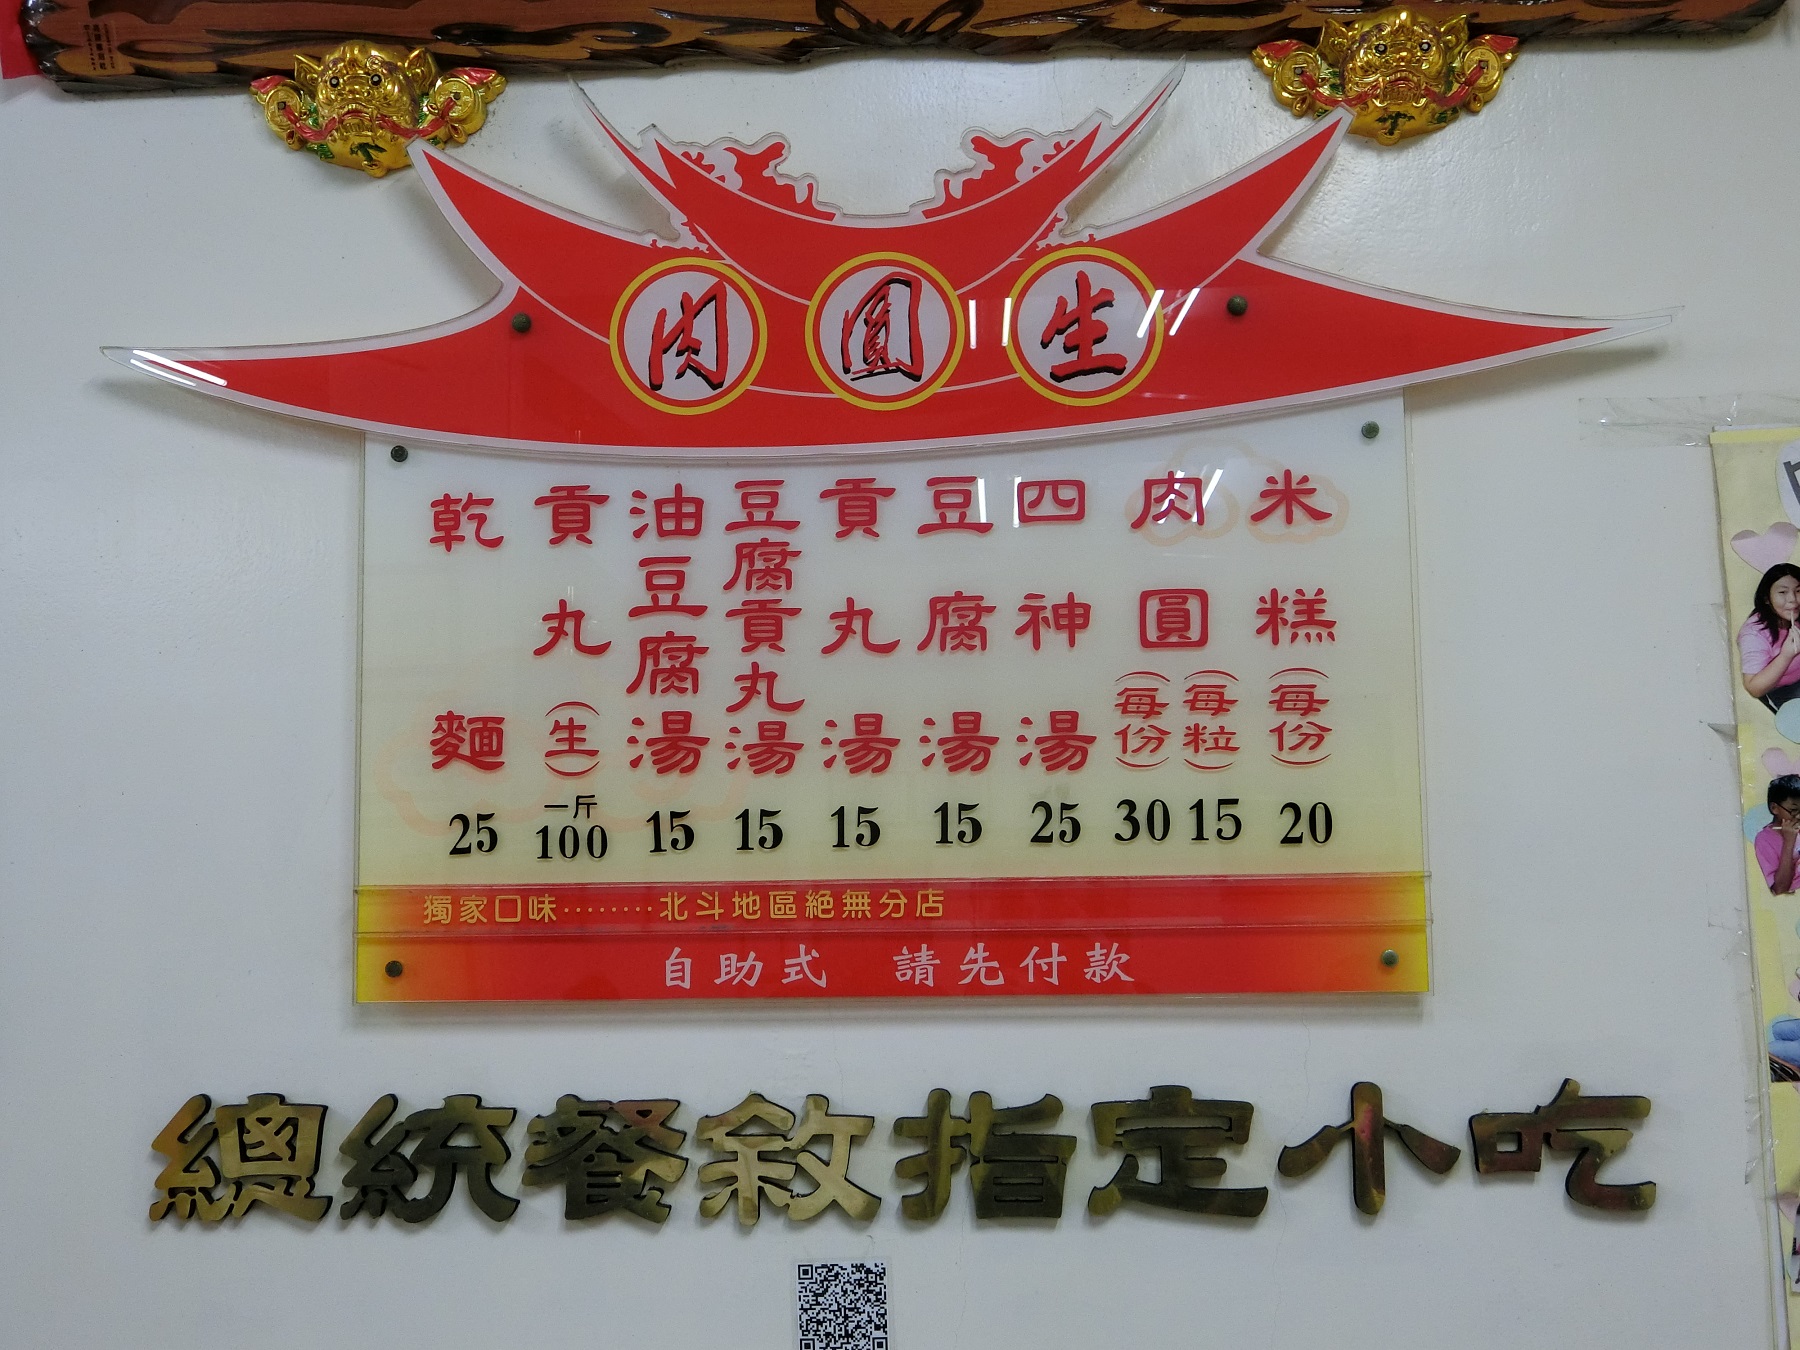 肉圓生
米糕(每份) 20
肉圓(每粒) 15
(每份) 30
四神湯 25
豆腐湯 15
貢丸湯 15
豆腐貢丸湯 15
油豆腐湯 15
貢丸(生) 一斤 100
乾麵 25
獨家口味………北斗地區絕無分店
自助式 請先付款
總統餐敘指定小吃